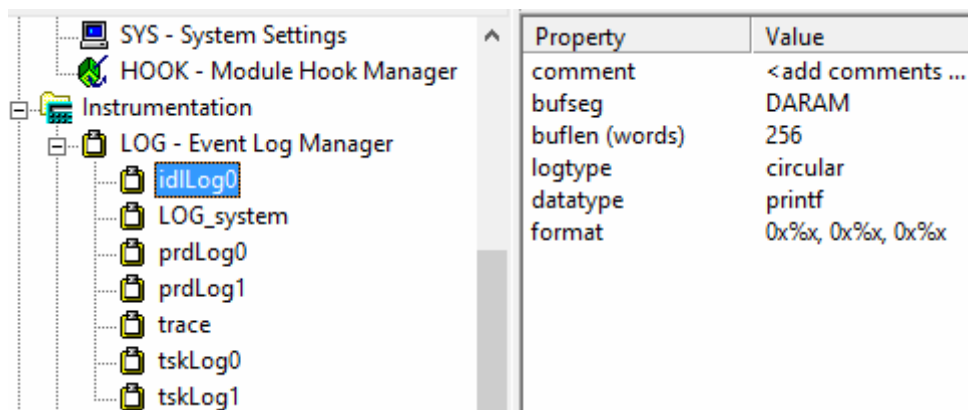 SYS - System Settings
HOOK - Module Hook Manager
Instrumentation
LOG - Event Log Manager
idlLog0
LOG_system
prdLog0
prdLog1
trace
tskLog0
tskLog1
Property Value
comment <add comments ...
bufseg DARAM
buflen (words) 256
logtype circular
datatype printf
format 0x%x, 0x%x, 0x%x